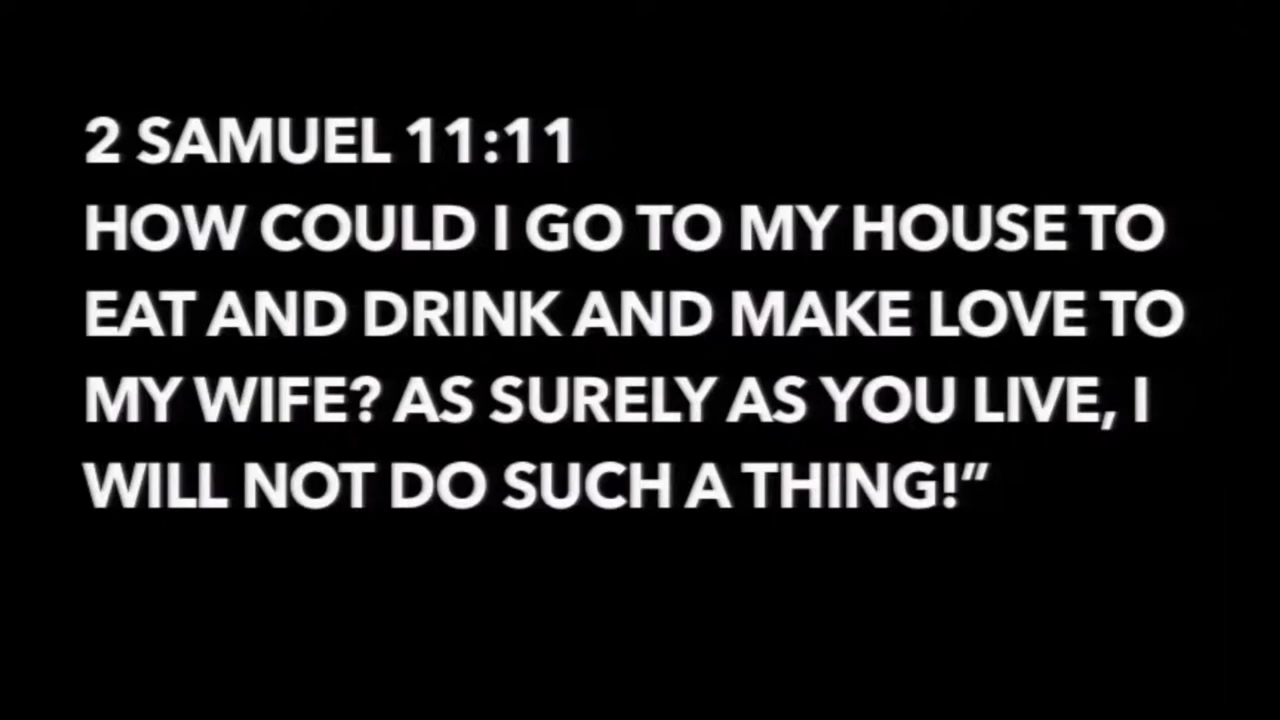 2 SAMUEL 11:11
HOW COULD I GO TO MY HOUSE TO
EAT AND DRINK AND MAKE LOVE TO
MY WIFE? AS SURELY AS YOU LIVE, I
WILL NOT DO SUCH A THING!”